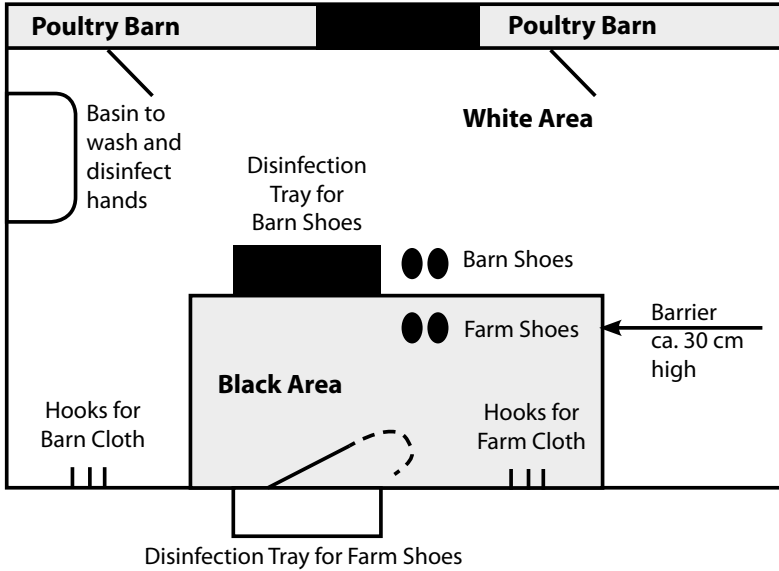 Poultry Barn
Poultry Barn
Basin to
wash and
disinfect
hands
White Area
Disinfection
Tray for
Barn Shoes
Barn Shoes
Farm Shoes
Barrier
ca. 30 cm
high
Black Area
Hooks for
Barn Cloth
Hooks for
Farm Cloth
Disinfection Tray for Farm Shoes